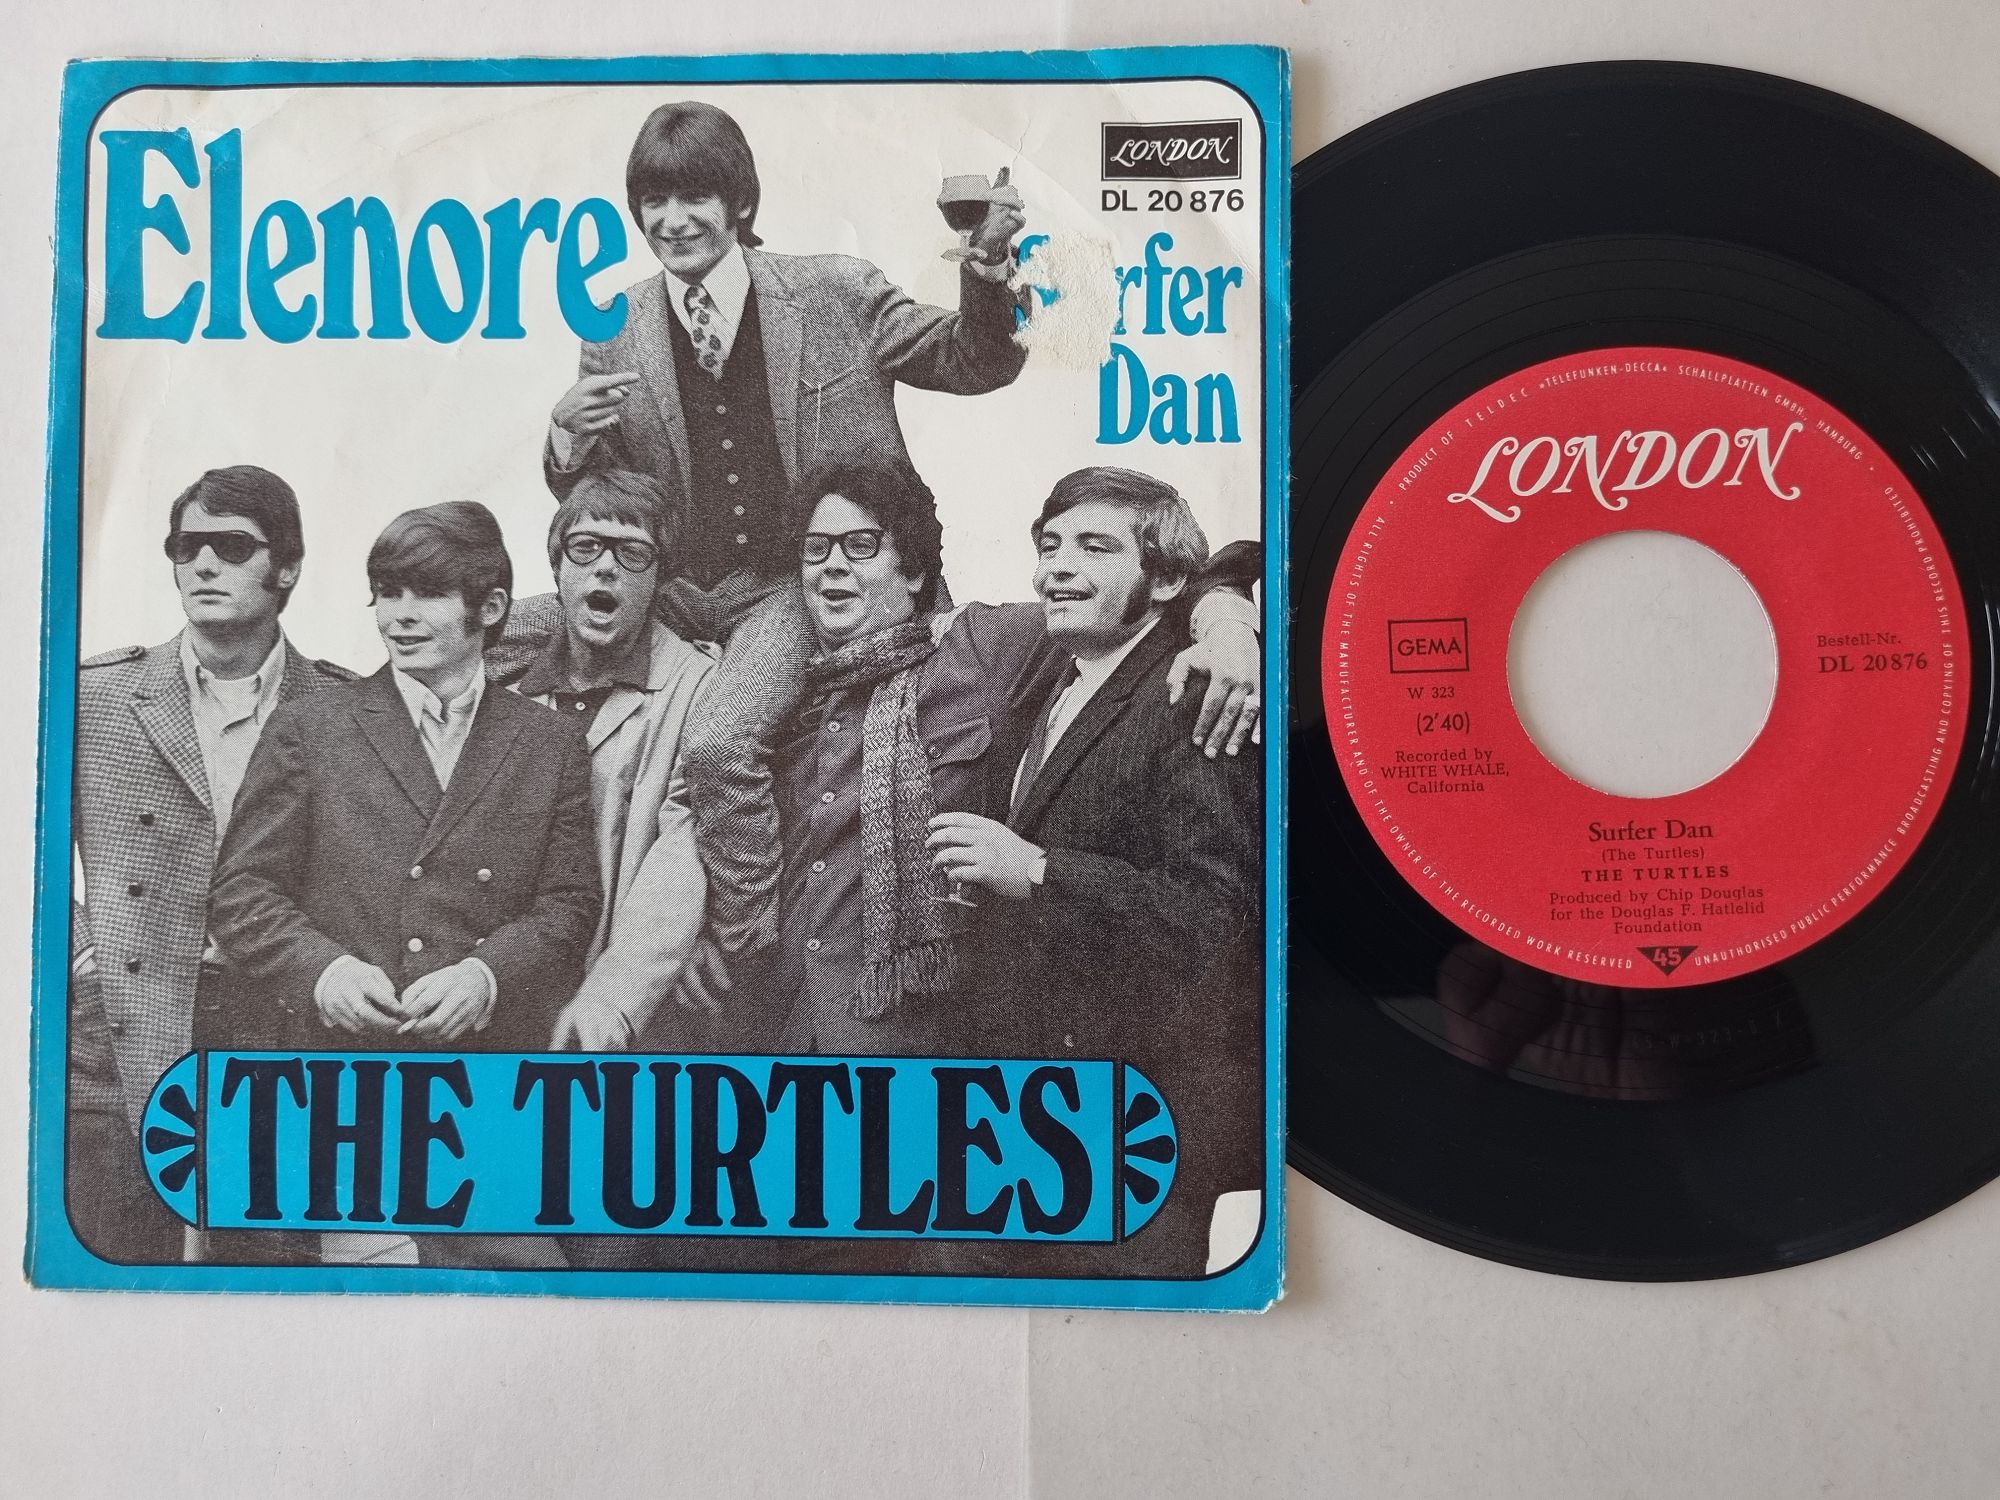 Elenore
LONDON
DL 20 876
Surfer
Dan
THE TURTLES
PRODUCT OF TELDEC »TELEFUNKEN-DECCA« SCHALLPLATTEN GMBH., HAMBURG •
LONDON
GEMA
W 323
(2'40)
Recorded by
WHITE WHALE,
California
Bestell-Nr.
DL 20 876
Surfer Dan
(The Turtles)
THE TURTLES
Produced by Chip Douglas
for the Douglas F. Hatlelid
Foundation
45
• ALL RIGHTS OF THE MANUFACTURER AND OF THE OWNER OF THE RECORDED WORK RESERVED
UNAUTHORISED PUBLIC PERFORMANCE BROADCASTING AND COPYING OF THIS RECORD PROHIBITED